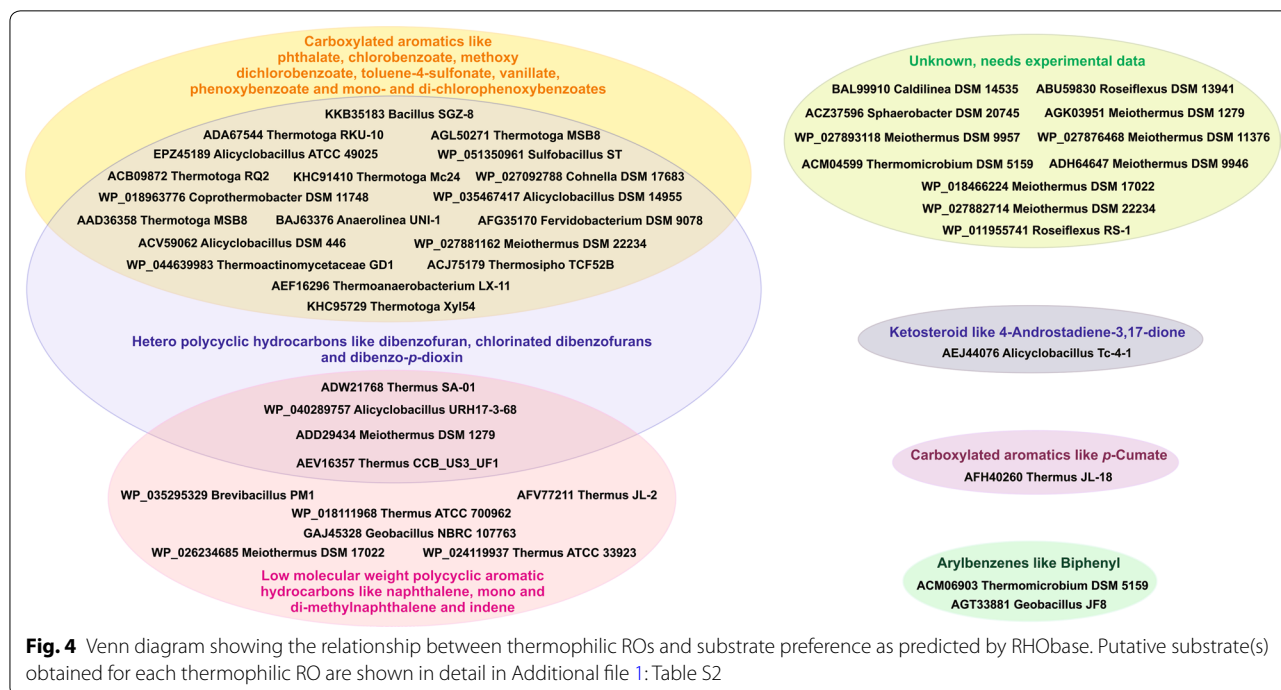 Carboxylated aromatics like
phthalate, chlorobenzoate, methoxy
dichlorobenzoate, toluene-4-sulfonate, vanillate,
phenoxybenzoate and mono- and di-chlorophenoxybenzoates
KKB35183 Bacillus SGZ-8
ADA67544 Thermotoga RKU-10 AGL50271 Thermotoga MSB8
EPZ45189 Alicyclobacillus ATCC 49025 WP_051350961 Sulfobacillus ST
ACB09872 Thermotoga RQ2 KHC91410 Thermotoga Mc24 WP_027092788 Cohnella DSM 17683
WP_018963776 Coprothermobacter DSM 11748 WP_035467417 Alicyclobacillus DSM 14955
AAD36358 Thermotoga MSB8 BAJ63376 Anaerolinea UNI-1 AFG35170 Fervidobacterium DSM 9078
ACV59062 Alicyclobacillus DSM 446 WP_027881162 Meiothermus DSM 22234
WP_044639983 Thermoactinomycetaceae GD1 ACJ75179 Thermosipho TCF52B
AEF16296 Thermoanaerobacterium LX-11
KHC95729 Thermotoga Xyl54
Hetero polycyclic hydrocarbons like dibenzofuran, chlorinated dibenzofurans
and dibenzo-p-dioxin
ADW21768 Thermus SA-01
WP_040289757 Alicyclobacillus URH17-3-68
ADD29434 Meiothermus DSM 1279
AEV16357 Thermus CCB_US3_UF1
WP_035295329 Brevibacillus PM1 AFV77211 Thermus JL-2
WP_018111968 Thermus ATCC 700962
GAJ45328 Geobacillus NBRC 107763
WP_026234685 Meiothermus DSM 17022 WP_024119937 Thermus ATCC 33923
Low molecular weight polycyclic aromatic
hydrocarbons like naphthalene, mono and
di-methylnaphthalene and indene
Unknown, needs experimental data
BAL99910 Caldilinea DSM 14535 ABU59830 Roseiflexus DSM 13941
ACZ37596 Sphaerobacter DSM 20745 AGK03951 Meiothermus DSM 1279
WP_027893118 Meiothermus DSM 9957 WP_027876468 Meiothermus DSM 11376
ACM04599 Thermomicrobium DSM 5159 ADH64647 Meiothermus DSM 9946
WP_018466224 Meiothermus DSM 17022
WP_027882714 Meiothermus DSM 22234
WP_011955741 Roseiflexus RS-1
Ketosteroid like 4-Androstadiene-3,17-dione
AEJ44076 Alicyclobacillus Tc-4-1
Carboxylated aromatics like p-Cumate
AFH40260 Thermus JL-18
Arylbenzenes like Biphenyl
ACM06903 Thermomicrobium DSM 5159
AGT33881 Geobacillus JF8
Fig. 4 Venn diagram showing the relationship between thermophilic ROs and substrate preference as predicted by RHObase. Putative substrate(s)
obtained for each thermophilic RO are shown in detail in Additional file 1: Table S2